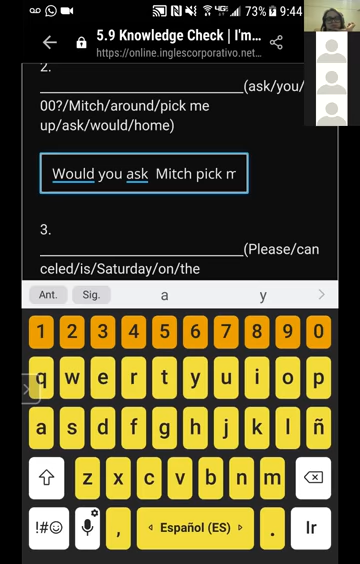 73% 9:44
5.9 Knowledge Check | I'm...
https://online.inglescorporativo.net...
2.
(ask/you/
00?/Mitch/around/pick me
up/ask/would/home)
Would you ask Mitch pick m
3.
(Please/can
celed/is/Saturday/on/the
Ant. Sig. a y
1 2 3 4 5 6 7 8 9 0
q w e r t y u i o p
a s d f g h j k l ñ
z x c v b n m
!#☺ , Español (ES) . Ir